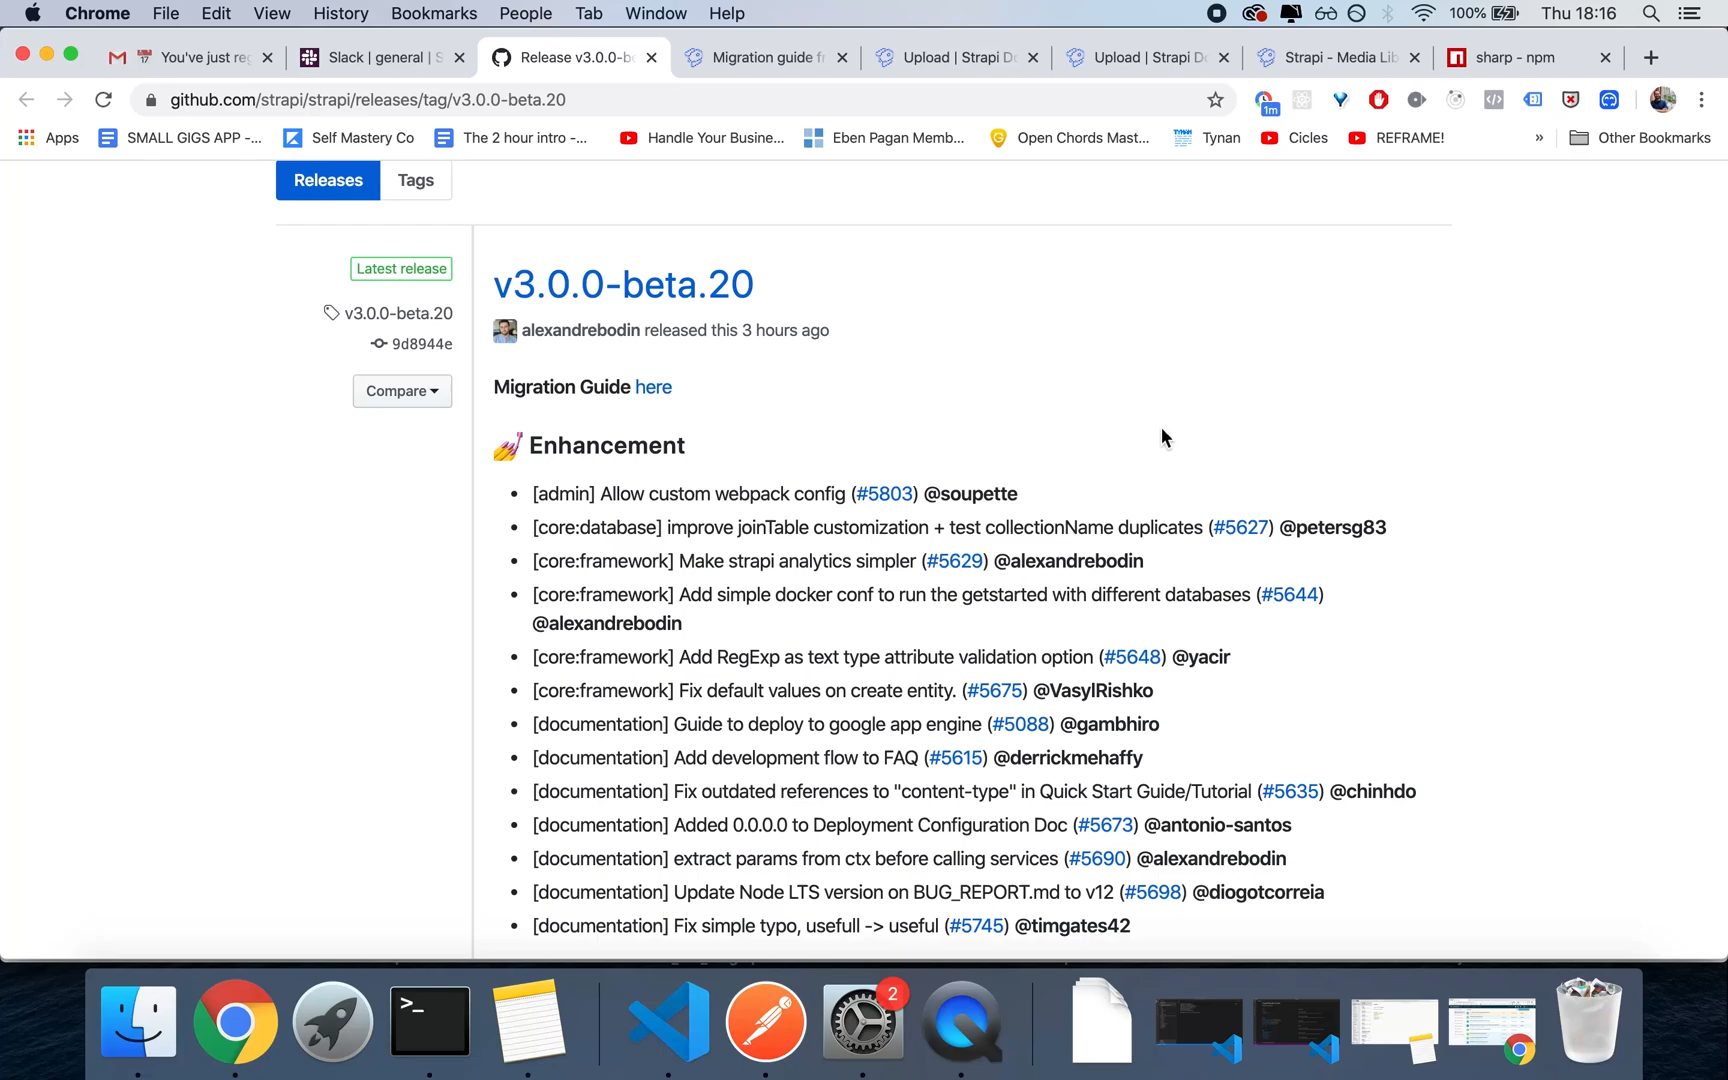 Chrome File Edit View History Bookmarks People Tab Window Help 100% Thu 18:16
You've just reg Slack | general | S Release v3.0.0-be Migration guide fr Upload | Strapi Do Upload | Strapi Do Strapi - Media Lib sharp - npm
github.com/strapi/strapi/releases/tag/v3.0.0-beta.20 1m
Apps SMALL GIGS APP -... Self Mastery Co The 2 hour intro -... Handle Your Busine... Eben Pagan Memb... Open Chords Mast... Tynan Cicles REFRAME! » Other Bookmarks
Releases Tags
Latest release
v3.0.0-beta.20
9d8944e
Compare
v3.0.0-beta.20
alexandrebodin released this 3 hours ago
Migration Guide here
Enhancement
• [admin] Allow custom webpack config (#5803) @soupette
• [core:database] improve joinTable customization + test collectionName duplicates (#5627) @petersg83
• [core:framework] Make strapi analytics simpler (#5629) @alexandrebodin
• [core:framework] Add simple docker conf to run the getstarted with different databases (#5644)
@alexandrebodin
• [core:framework] Add RegExp as text type attribute validation option (#5648) @yacir
• [core:framework] Fix default values on create entity. (#5675) @VasylRishko
• [documentation] Guide to deploy to google app engine (#5088) @gambhiro
• [documentation] Add development flow to FAQ (#5615) @derrickmehaffy
• [documentation] Fix outdated references to "content-type" in Quick Start Guide/Tutorial (#5635) @chinhdo
• [documentation] Added 0.0.0.0 to Deployment Configuration Doc (#5673) @antonio-santos
• [documentation] extract params from ctx before calling services (#5690) @alexandrebodin
• [documentation] Update Node LTS version on BUG_REPORT.md to v12 (#5698) @diogotcorreia
• [documentation] Fix simple typo, usefull -> useful (#5745) @timgates42
2